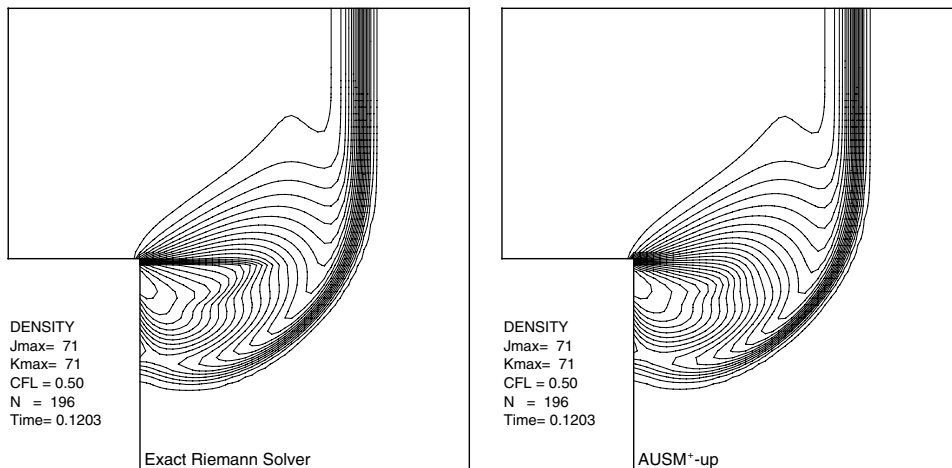 DENSITY
Jmax= 71
Kmax= 71
CFL = 0.50
N = 196
Time= 0.1203
Exact Riemann Solver
DENSITY
Jmax= 71
Kmax= 71
CFL = 0.50
N = 196
Time= 0.1203
AUSM⁺-up